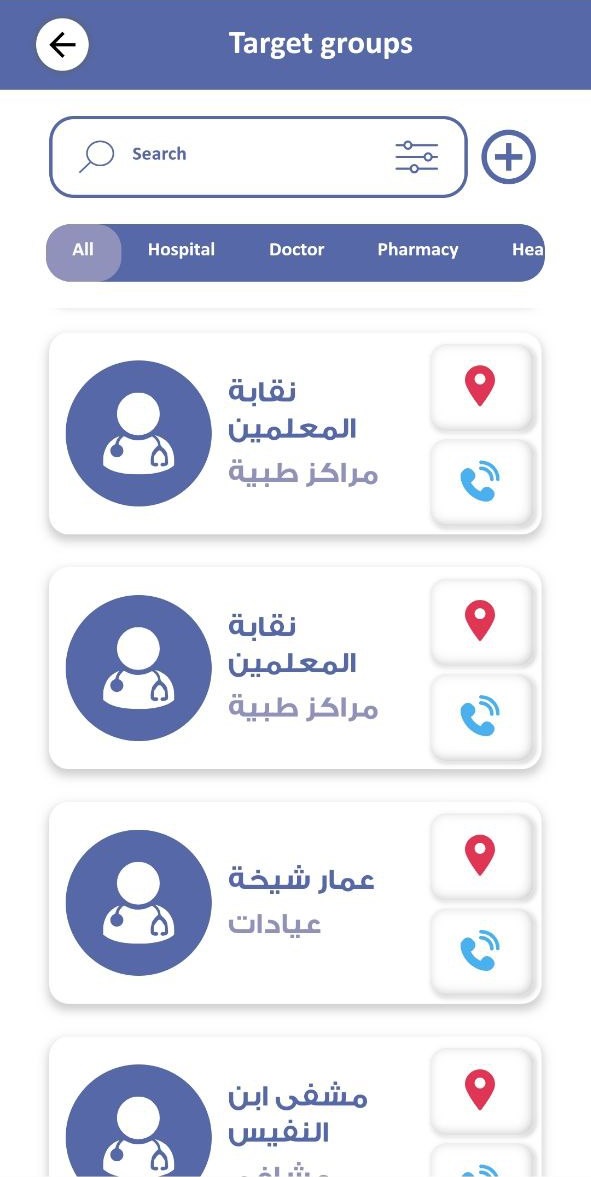 Target groups
Search
All Hospital Doctor Pharmacy Hea
نقابة
المعلمين
مراكز طبية
نقابة
المعلمين
مراكز طبية
عمار شيخة
عيادات
مشفى ابن
النفيس